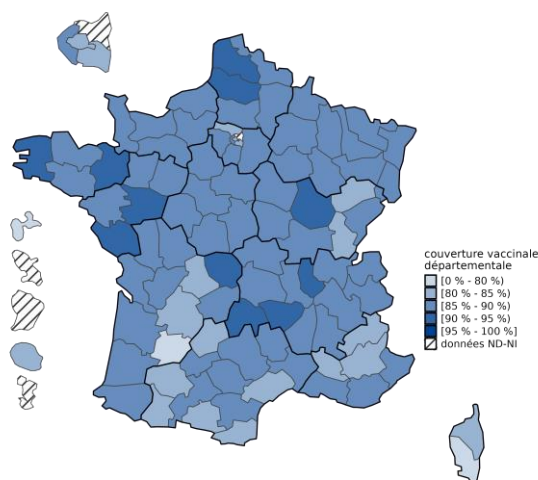 couverture vaccinale
départementale
[0 % - 80 %)
[80 % - 85 %)
[85 % - 90 %)
[90 % - 95 %)
[95 % - 100 %]
données ND-NI